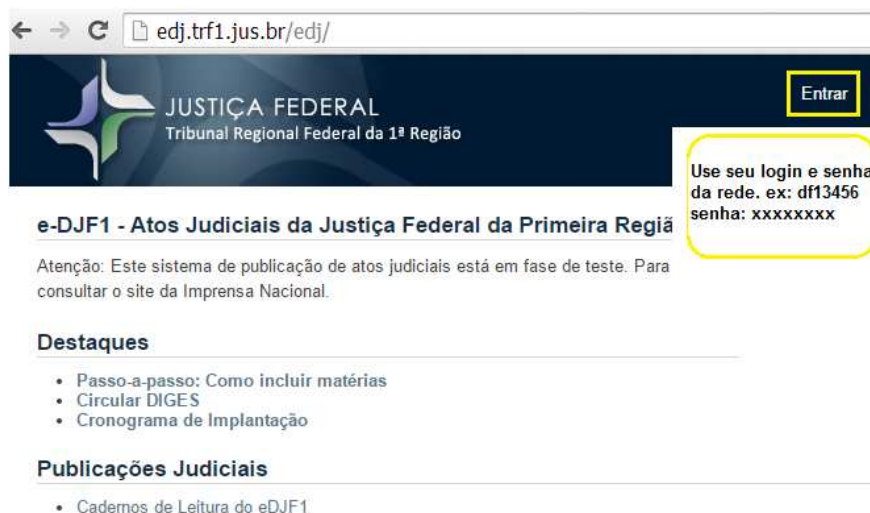 edj.trf1.jus.br/edj/
JUSTIÇA FEDERAL
Tribunal Regional Federal da 1ª Região
Entrar
Use seu login e senha
da rede. ex: df13456
senha: xxxxxxxx
e-DJF1 - Atos Judiciais da Justiça Federal da Primeira Regiã
Atenção: Este sistema de publicação de atos judiciais está em fase de teste. Para
consultar o site da Imprensa Nacional.
Destaques
• Passo-a-passo: Como incluir matérias
• Circular DIGES
• Cronograma de Implantação
Publicações Judiciais
• Cadernos de Leitura do eDJF1